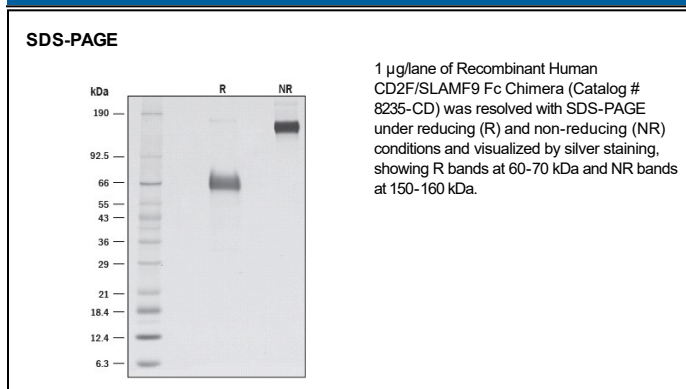 SDS-PAGE
kDa
R
NR
190
92.5
66
55
43
36
29
21
18.4
12.4
6.3
1 μg/lane of Recombinant Human
CD2F/SLAMF9 Fc Chimera (Catalog #
8235-CD) was resolved with SDS-PAGE
under reducing (R) and non-reducing (NR)
conditions and visualized by silver staining,
showing R bands at 60-70 kDa and NR bands
at 150-160 kDa.